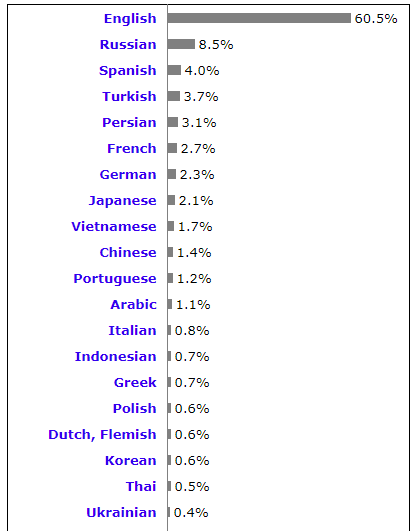 English 60.5%
Russian 8.5%
Spanish 4.0%
Turkish 3.7%
Persian 3.1%
French 2.7%
German 2.3%
Japanese 2.1%
Vietnamese 1.7%
Chinese 1.4%
Portuguese 1.2%
Arabic 1.1%
Italian 0.8%
Indonesian 0.7%
Greek 0.7%
Polish 0.6%
Dutch, Flemish 0.6%
Korean 0.6%
Thai 0.5%
Ukrainian 0.4%